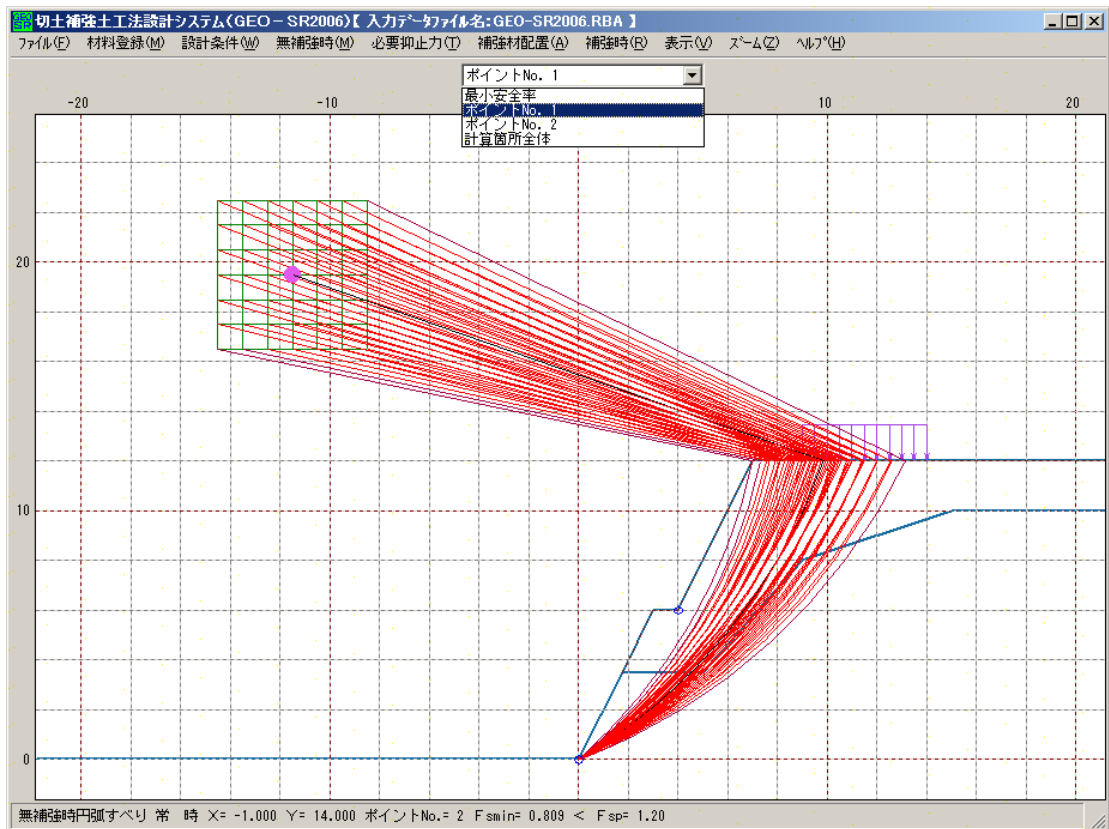 GEO SR 切土補強土工法設計システム(GEO－SR2006)【 入力データファイル名:GEO-SR2006.RBA 】
ファイル(F) 材料登録(M) 設計条件(W) 無補強時(M) 必要抑止力(T) 補強材配置(A) 補強時(R) 表示(V) ズーム(Z) ヘルプ(H)
ポイントNo. 1
最小安全率
ポイントNo. 1
ポイントNo. 2
計算箇所全体
-20 -10 10 20
20
10
0
無補強時円弧すべり 常 時 X= -1.000 Y= 14.000 ポイントNo.= 2 Fsmin= 0.809 < Fsp= 1.20